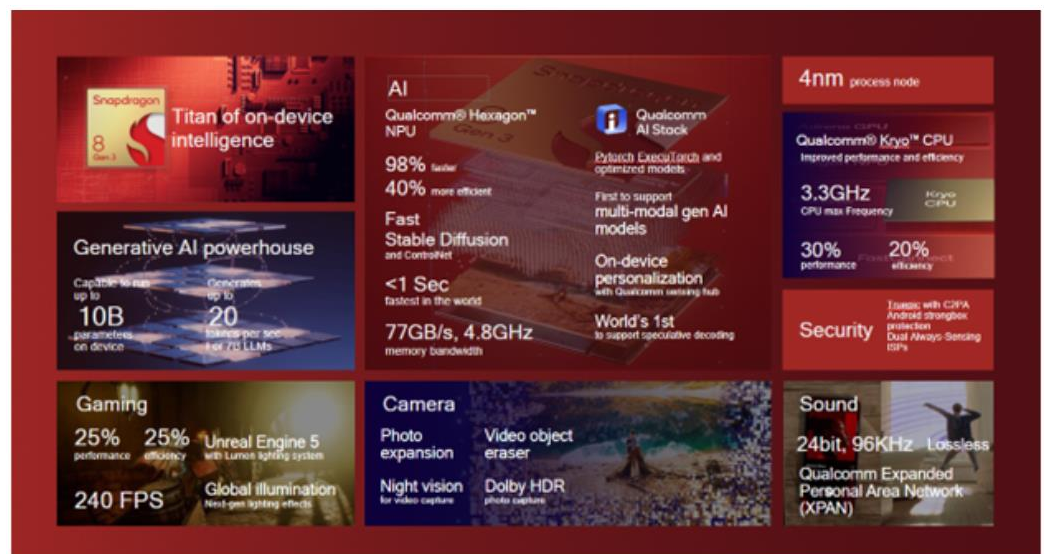 Snapdragon
8
Gen 3
Titan of on-device
intelligence
Generative AI powerhouse
Capable to run
up to
10B
parameters
on device
Generates
up to
20
tokens per sec
For 7B LLMs
AI
Qualcomm® Hexagon™
NPU
98% faster
40% more efficient
Fast
Stable Diffusion
and ControlNet
<1 Sec
fastest in the world
77GB/s, 4.8GHz
memory bandwidth
Qualcomm
AI Stack
Pytorch ExecuTorch and
optimized models
First to support
multi-modal gen AI
models
On-device
personalization
with Qualcomm sensing hub
World's 1st
to support speculative decoding
4nm process node
Qualcomm® Kryo™ CPU
Improved performance and efficiency
3.3GHz
CPU max Frequency
Kryo
CPU
30%
performance
20%
efficiency
Security
with C2PA
Android strongbox
protection
Dual Always-Sensing
ISPs
Gaming
25%
performance
25%
efficiency
Unreal Engine 5
with Lumen lighting system
240 FPS
Global illumination
Next-gen lighting effects
Camera
Photo
expansion
Video object
eraser
Night vision
for video capture
Dolby HDR
photo capture
Sound
24bit, 96KHz Lossless
Qualcomm Expanded
Personal Area Network
(XPAN)